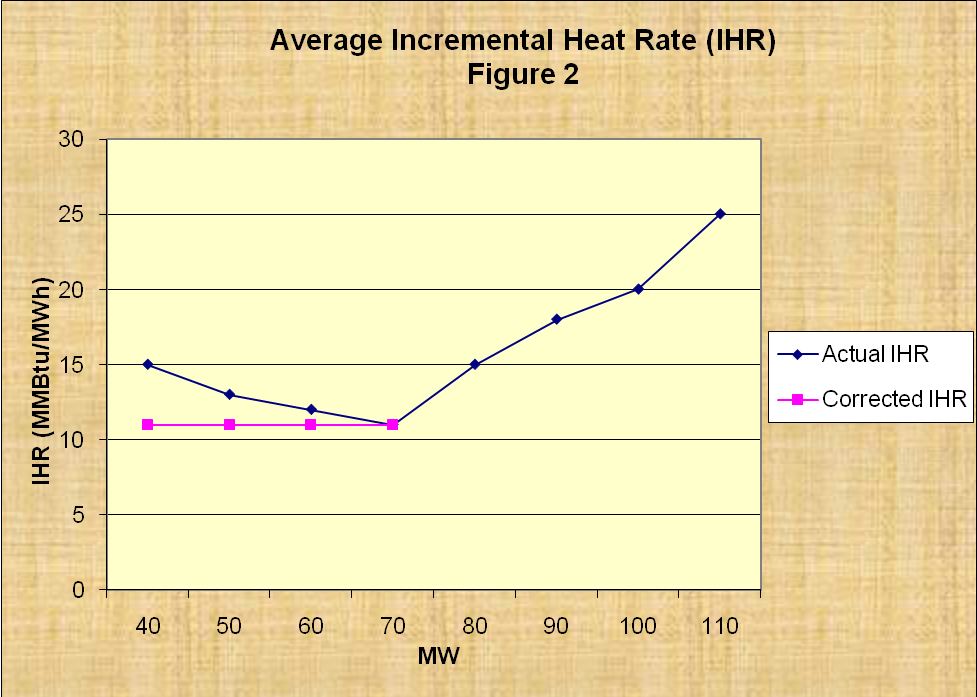 Average Incremental Heat Rate (IHR)
Figure 2
30
25
20
15
10
5
0
IHR (MMBtu/MWh)
40 50 60 70 80 90 100 110
MW
Actual IHR
Corrected IHR